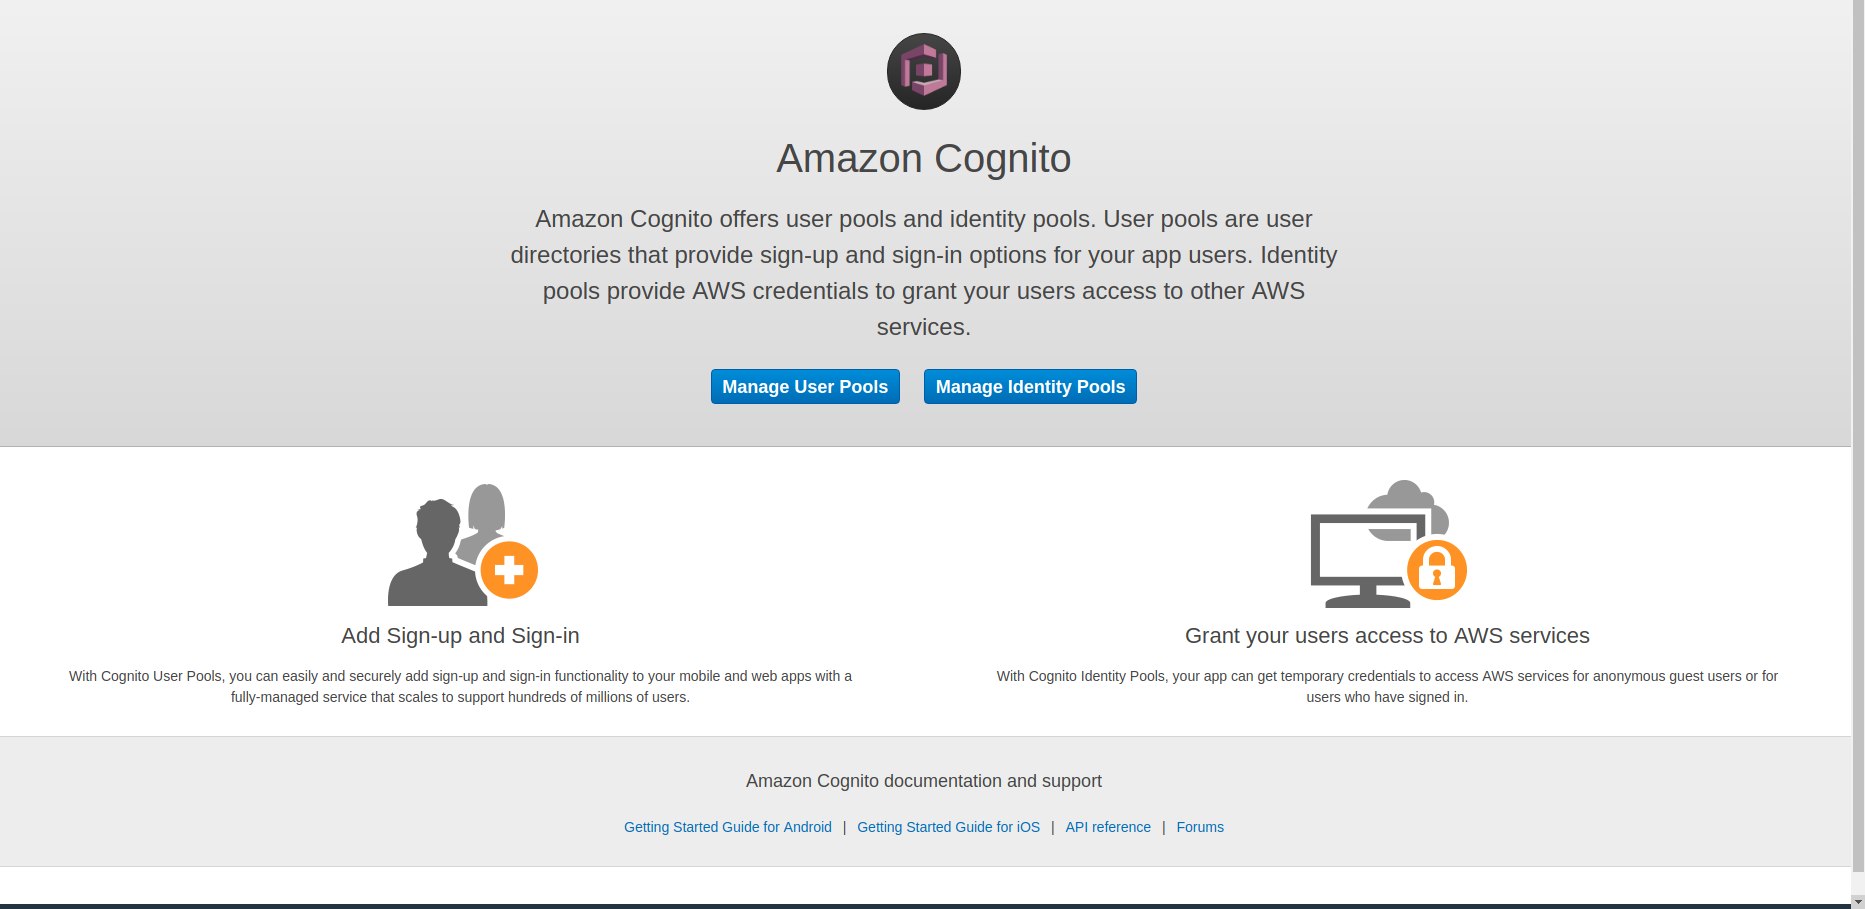 Amazon Cognito
Amazon Cognito offers user pools and identity pools. User pools are user
directories that provide sign-up and sign-in options for your app users. Identity
pools provide AWS credentials to grant your users access to other AWS
services.
Manage User Pools
Manage Identity Pools
Add Sign-up and Sign-in
With Cognito User Pools, you can easily and securely add sign-up and sign-in functionality to your mobile and web apps with a
fully-managed service that scales to support hundreds of millions of users.
Grant your users access to AWS services
With Cognito Identity Pools, your app can get temporary credentials to access AWS services for anonymous guest users or for
users who have signed in.
Amazon Cognito documentation and support
Getting Started Guide for Android | Getting Started Guide for iOS | API reference | Forums